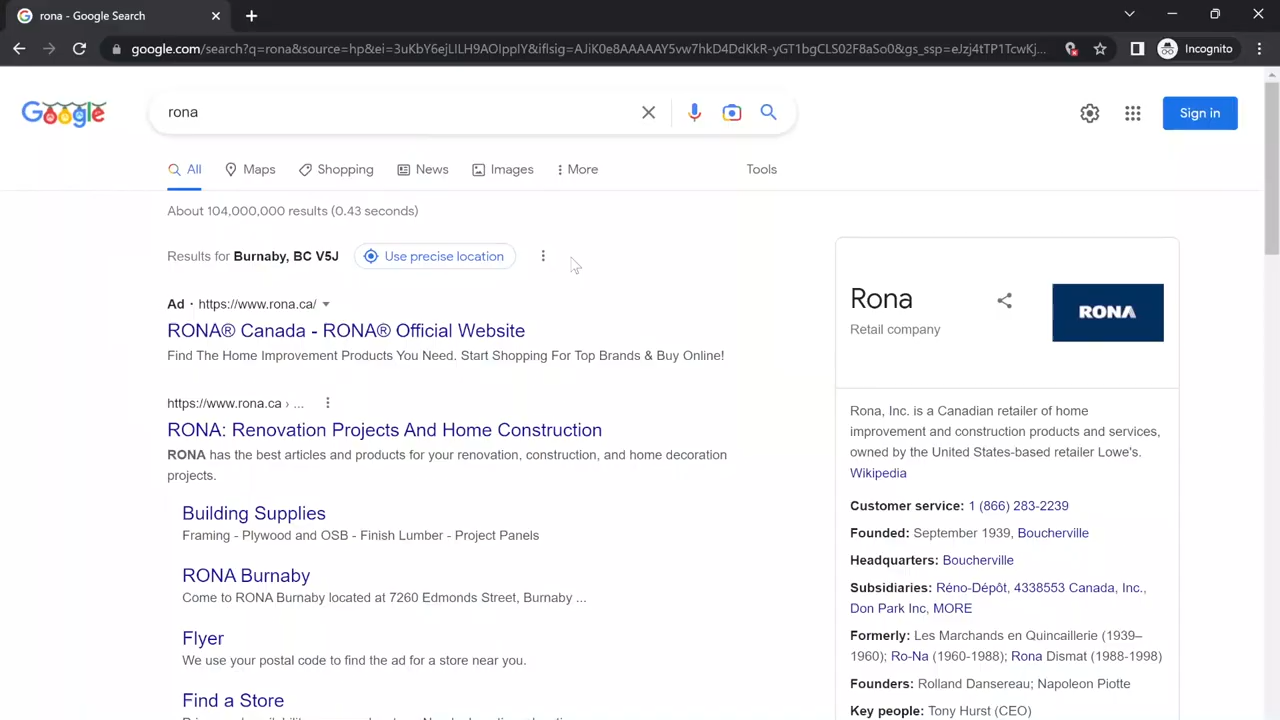 rona - Google Search
google.com/search?q=rona&source=hp&ei=3uKbY6ejLILH9AOIppIY&iflsig=AJiK0e8AAAAAY5vw7hkD4DdKkR-yGT1bgCLS02F8aSo0&gs_ssp=eJzj4tTP1TcwKj...
Incognito
Google
rona
Sign in
All
Maps
Shopping
News
Images
More
Tools
About 104,000,000 results (0.43 seconds)
Results for Burnaby, BC V5J
Use precise location
Ad · https://www.rona.ca/
RONA® Canada - RONA® Official Website
Find The Home Improvement Products You Need. Start Shopping For Top Brands & Buy Online!
https://www.rona.ca › ...
RONA: Renovation Projects And Home Construction
RONA has the best articles and products for your renovation, construction, and home decoration
projects.
Building Supplies
Framing - Plywood and OSB - Finish Lumber - Project Panels
RONA Burnaby
Come to RONA Burnaby located at 7260 Edmonds Street, Burnaby ...
Flyer
We use your postal code to find the ad for a store near you.
Find a Store
Rona
Retail company
RONA
Rona, Inc. is a Canadian retailer of home
improvement and construction products and services,
owned by the United States-based retailer Lowe's.
Wikipedia
Customer service: 1 (866) 283-2239
Founded: September 1939, Boucherville
Headquarters: Boucherville
Subsidiaries: Réno-Dépôt, 4338553 Canada, Inc.,
Don Park Inc, MORE
Formerly: Les Marchands en Quincaillerie (1939–
1960); Ro-Na (1960-1988); Rona Dismat (1988-1998)
Founders: Rolland Dansereau; Napoleon Piotte
Key people: Tony Hurst (CEO)